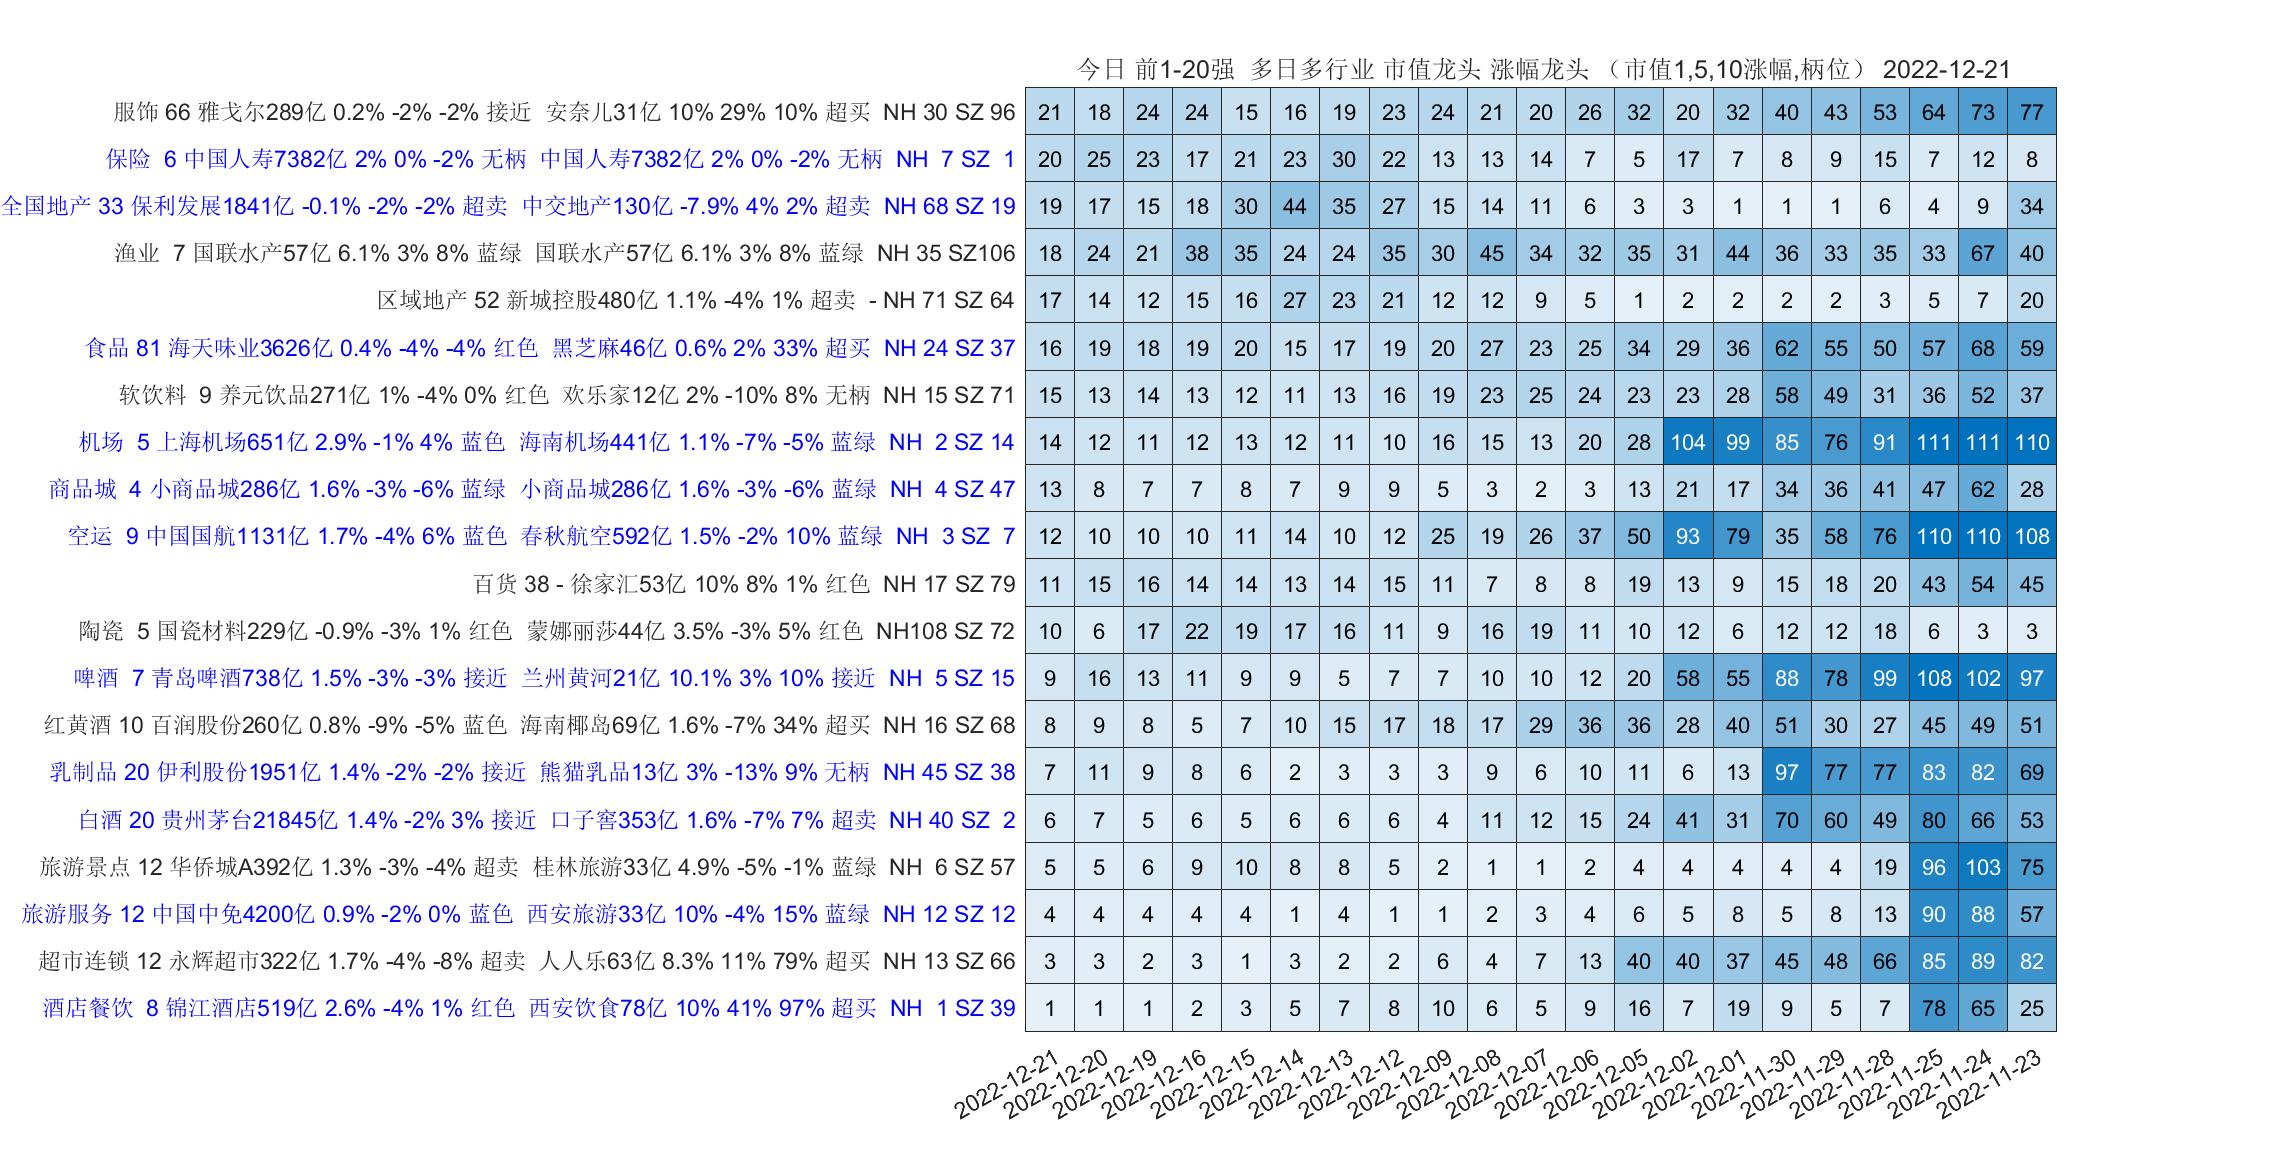 今日 前1-20强 多日多行业 市值龙头 涨幅龙头 （市值1,5,10涨幅,柄位） 2022-12-21
服饰 66 雅戈尔289亿 0.2% -2% -2% 接近 安奈儿31亿 10% 29% 10% 超买 NH 30 SZ 96 21 18 24 24 15 16 19 23 24 21 20 26 32 20 32 40 43 53 64 73 77
保险 6 中国人寿7382亿 2% 0% -2% 无柄 中国人寿7382亿 2% 0% -2% 无柄 NH 7 SZ 1 20 25 23 17 21 23 30 22 13 13 14 7 5 17 7 8 9 15 7 12 8
全国地产 33 保利发展1841亿 -0.1% -2% -2% 超卖 中交地产130亿 -7.9% 4% 2% 超卖 NH 68 SZ 19 19 17 15 18 30 44 35 27 15 14 11 6 3 3 1 1 1 6 4 9 34
渔业 7 国联水产57亿 6.1% 3% 8% 蓝绿 国联水产57亿 6.1% 3% 8% 蓝绿 NH 35 SZ106 18 24 21 38 35 24 24 35 30 45 34 32 35 31 44 36 33 35 33 67 40
区域地产 52 新城控股480亿 1.1% -4% 1% 超卖 - NH 71 SZ 64 17 14 12 15 16 27 23 21 12 12 9 5 1 2 2 2 2 3 5 7 20
食品 81 海天味业3626亿 0.4% -4% -4% 红色 黑芝麻46亿 0.6% 2% 33% 超买 NH 24 SZ 37 16 19 18 19 20 15 17 19 20 27 23 25 34 29 36 62 55 50 57 68 59
软饮料 9 养元饮品271亿 1% -4% 0% 红色 欢乐家12亿 2% -10% 8% 无柄 NH 15 SZ 71 15 13 14 13 12 11 13 16 19 23 25 24 23 23 28 58 49 31 36 52 37
机场 5 上海机场651亿 2.9% -1% 4% 蓝色 海南机场441亿 1.1% -7% -5% 蓝绿 NH 2 SZ 14 14 12 11 12 13 12 11 10 16 15 13 20 28 104 99 85 76 91 111 111 110
商品城 4 小商品城286亿 1.6% -3% -6% 蓝绿 小商品城286亿 1.6% -3% -6% 蓝绿 NH 4 SZ 47 13 8 7 7 8 7 9 9 5 3 2 3 13 21 17 34 36 41 47 62 28
空运 9 中国国航1131亿 1.7% -4% 6% 蓝色 春秋航空592亿 1.5% -2% 10% 蓝绿 NH 3 SZ 7 12 10 10 10 11 14 10 12 25 19 26 37 50 93 79 35 58 76 110 110 108
百货 38 - 徐家汇53亿 10% 8% 1% 红色 NH 17 SZ 79 11 15 16 14 14 13 14 15 11 7 8 8 19 13 9 15 18 20 43 54 45
陶瓷 5 国瓷材料229亿 -0.9% -3% 1% 红色 蒙娜丽莎44亿 3.5% -3% 5% 红色 NH108 SZ 72 10 6 17 22 19 17 16 11 9 16 19 11 10 12 6 12 12 18 6 3 3
啤酒 7 青岛啤酒738亿 1.5% -3% -3% 接近 兰州黄河21亿 10.1% 3% 10% 接近 NH 5 SZ 15 9 16 13 11 9 9 5 7 7 10 10 12 20 58 55 88 78 99 108 102 97
红黄酒 10 百润股份260亿 0.8% -9% -5% 蓝色 海南椰岛69亿 1.6% -7% 34% 超买 NH 16 SZ 68 8 9 8 5 7 10 15 17 18 17 29 36 36 28 40 51 30 27 45 49 51
乳制品 20 伊利股份1951亿 1.4% -2% -2% 接近 熊猫乳品13亿 3% -13% 9% 无柄 NH 45 SZ 38 7 11 9 8 6 2 3 3 3 9 6 10 11 6 13 97 77 77 83 82 69
白酒 20 贵州茅台21845亿 1.4% -2% 3% 接近 口子窖353亿 1.6% -7% 7% 超卖 NH 40 SZ 2 6 7 5 6 5 6 6 6 4 11 12 15 24 41 31 70 60 49 80 66 53
旅游景点 12 华侨城A392亿 1.3% -3% -4% 超卖 桂林旅游33亿 4.9% -5% -1% 蓝绿 NH 6 SZ 57 5 5 6 9 10 8 8 5 2 1 1 2 4 4 4 4 4 19 96 103 75
旅游服务 12 中国中免4200亿 0.9% -2% 0% 蓝色 西安旅游33亿 10% -4% 15% 蓝绿 NH 12 SZ 12 4 4 4 4 4 1 4 1 1 2 3 4 6 5 8 5 8 13 90 88 57
超市连锁 12 永辉超市322亿 1.7% -4% -8% 超卖 人人乐63亿 8.3% 11% 79% 超买 NH 13 SZ 66 3 3 2 3 1 3 2 2 6 4 7 13 40 40 37 45 48 66 85 89 82
酒店餐饮 8 锦江酒店519亿 2.6% -4% 1% 红色 西安饮食78亿 10% 41% 97% 超买 NH 1 SZ 39 1 1 1 2 3 5 7 8 10 6 5 9 16 7 19 9 5 7 78 65 25
2022-12-21 2022-12-20 2022-12-19 2022-12-16 2022-12-15 2022-12-14 2022-12-13 2022-12-12 2022-12-09 2022-12-08 2022-12-07 2022-12-06 2022-12-05 2022-12-02 2022-12-01 2022-11-30 2022-11-29 2022-11-28 2022-11-25 2022-11-24 2022-11-23